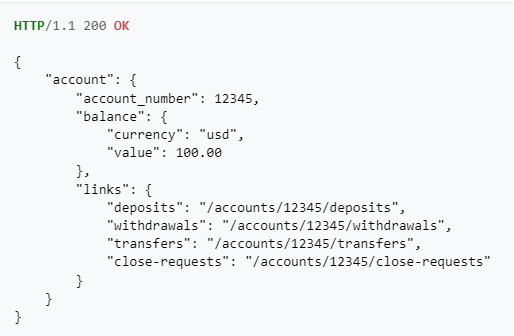 HTTP/1.1 200 OK

{
    "account": {
        "account_number": 12345,
        "balance": {
            "currency": "usd",
            "value": 100.00
        },
        "links": {
            "deposits": "/accounts/12345/deposits",
            "withdrawals": "/accounts/12345/withdrawals",
            "transfers": "/accounts/12345/transfers",
            "close-requests": "/accounts/12345/close-requests"
        }
    }
}